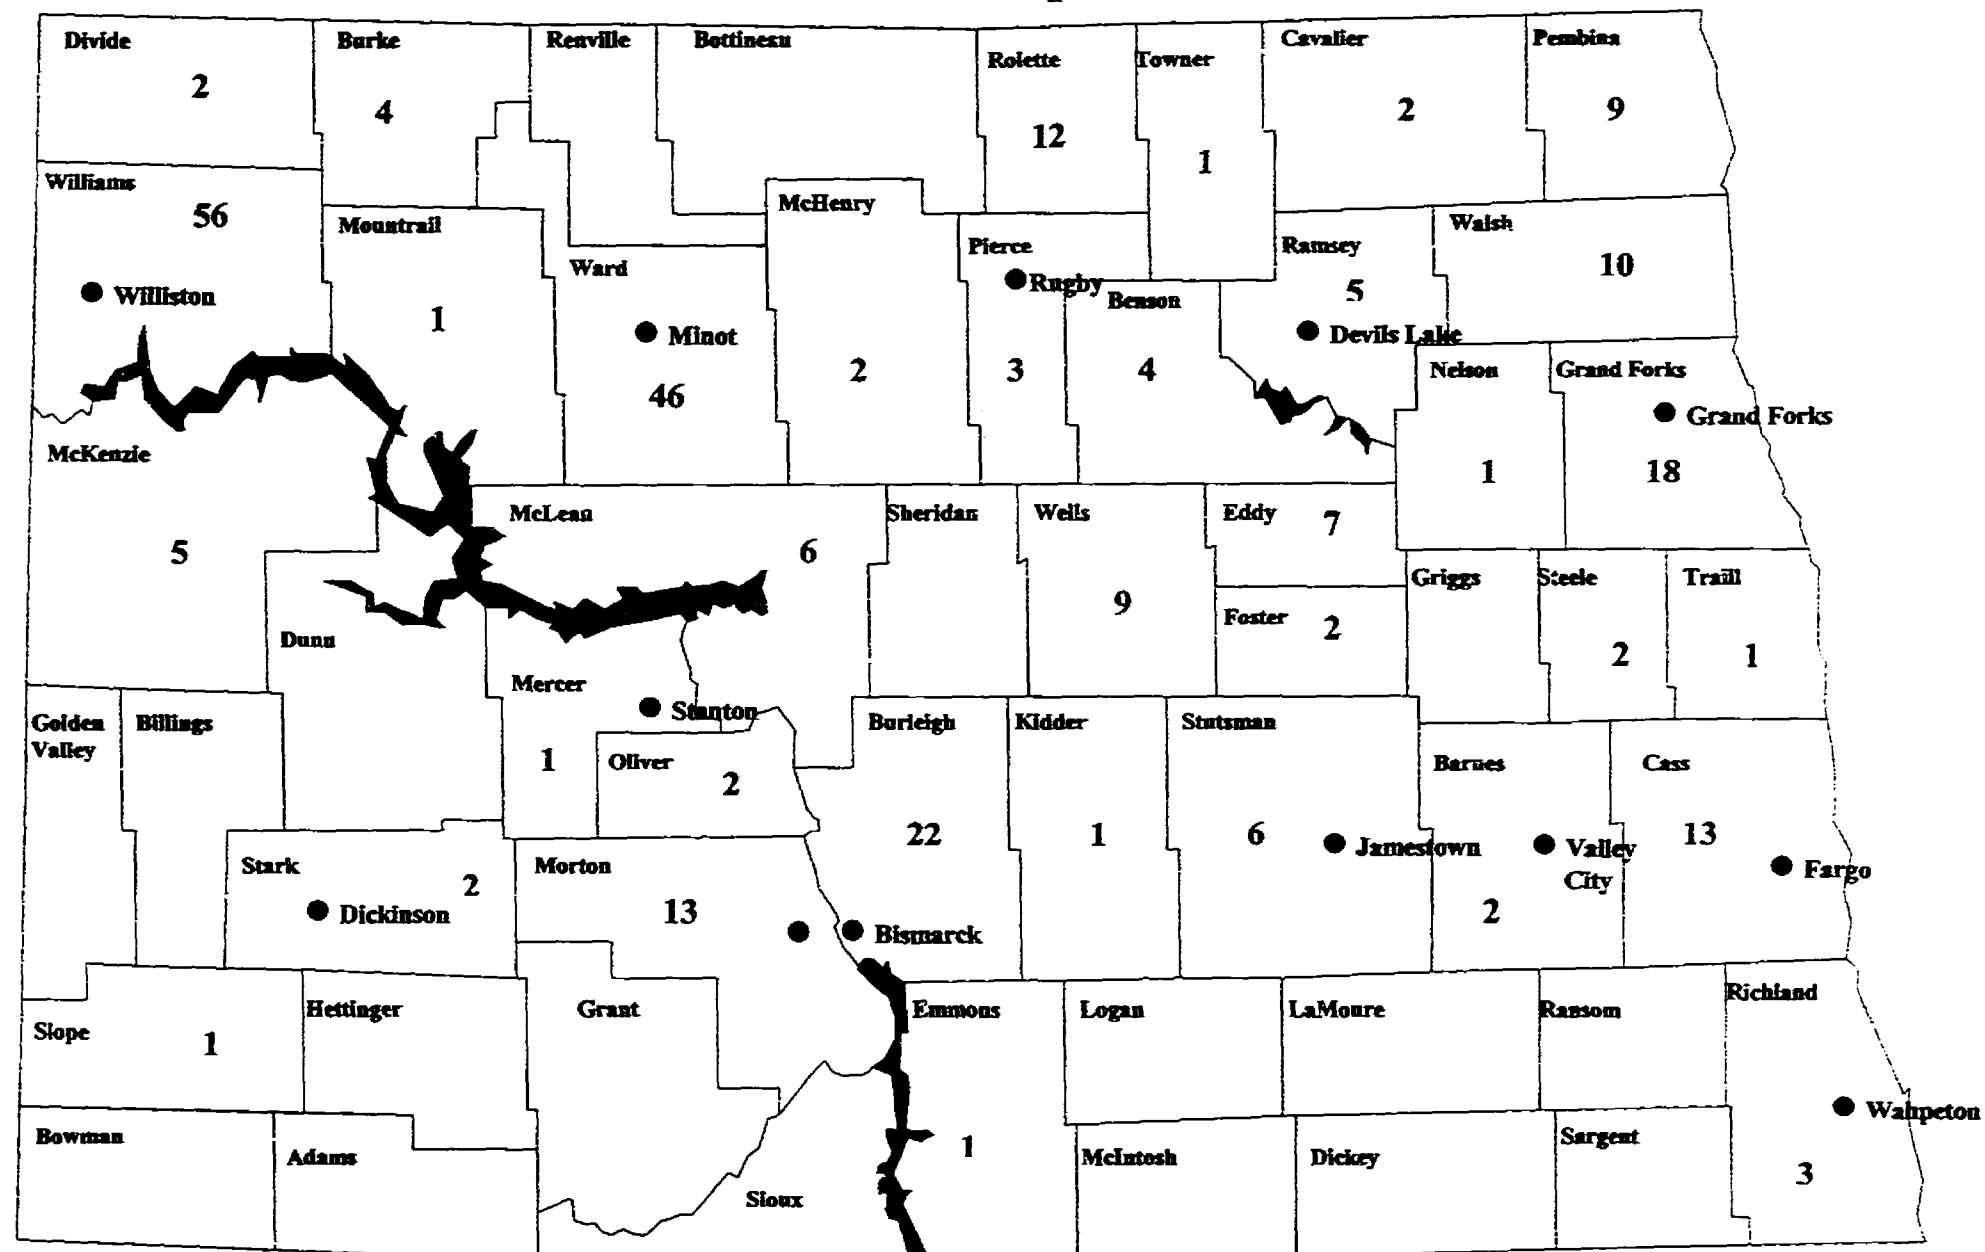 Divide
2
Burke
4
Renville
Bottineau
Rolette
12
Towner
1
Cavalier
2
Pembina
9
Williams
56
Williston
Mountrail
1
Ward
Minot
46
McHenry
2
Pierce
Rugby
3
Benson
4
Ramsey
5
Devils Lake
Walsh
10
Nelson
1
Grand Forks
Grand Forks
18
McKenzie
5
McLean
6
Sheridan
Wells
9
Eddy
7
Foster
2
Griggs
Steele
2
Traill
1
Dunn
Mercer
Stanton
1
Oliver
2
Golden
Valley
Billings
Burleigh
22
Kidder
1
Stutsman
6
Jamestown
Barnes
Valley
City
2
Cass
13
Fargo
Stark
2
Dickinson
Morton
13
Bismarck
Slope
1
Hettinger
Grant
Emmons
1
Logan
LaMoure
Ransom
Richland
Wahpeton
3
Bowman
Adams
Sioux
McIntosh
Dickey
Sargent